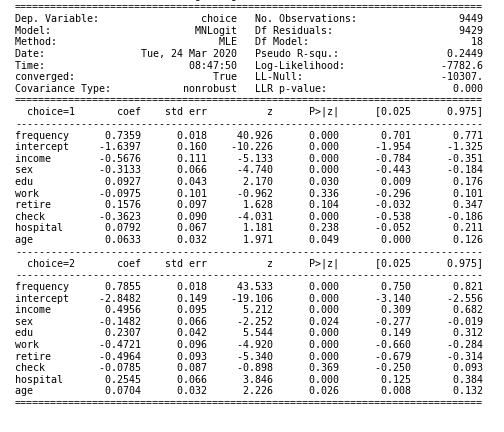 ==============================================================================
Dep. Variable:                 choice   No. Observations:                 9449
Model:                        MNLogit   Df Residuals:                     9429
Method:                           MLE   Df Model:                           18
Date:                Tue, 24 Mar 2020   Pseudo R-squ.:                  0.2449
Time:                        08:47:50   Log-Likelihood:                -7782.6
converged:                       True   LL-Null:                       -10307.
Covariance Type:            nonrobust   LLR p-value:                     0.000
==============================================================================
  choice=1       coef    std err          z      P>|z|      [0.025      0.975]
------------------------------------------------------------------------------
frequency      0.7359      0.018     40.926      0.000       0.701       0.771
intercept     -1.6397      0.160    -10.226      0.000      -1.954      -1.325
income        -0.5676      0.111     -5.133      0.000      -0.784      -0.351
sex           -0.3133      0.066     -4.740      0.000      -0.443      -0.184
edu            0.0927      0.043      2.170      0.030       0.009       0.176
work          -0.0975      0.101     -0.962      0.336      -0.296       0.101
retire         0.1576      0.097      1.628      0.104      -0.032       0.347
check         -0.3623      0.090     -4.031      0.000      -0.538      -0.186
hospital       0.0792      0.067      1.181      0.238      -0.052       0.211
age            0.0633      0.032      1.971      0.049       0.000       0.126
------------------------------------------------------------------------------
  choice=2       coef    std err          z      P>|z|      [0.025      0.975]
------------------------------------------------------------------------------
frequency      0.7855      0.018     43.533      0.000       0.750       0.821
intercept     -2.8482      0.149    -19.106      0.000      -3.140      -2.556
income         0.4956      0.095      5.212      0.000       0.309       0.682
sex           -0.1482      0.066     -2.252      0.024      -0.277      -0.019
edu            0.2307      0.042      5.544      0.000       0.149       0.312
work          -0.4721      0.096     -4.920      0.000      -0.660      -0.284
retire        -0.4964      0.093     -5.340      0.000      -0.679      -0.314
check         -0.0785      0.087     -0.898      0.369      -0.250       0.093
hospital       0.2545      0.066      3.846      0.000       0.125       0.384
age            0.0704      0.032      2.226      0.026       0.008       0.132
==============================================================================